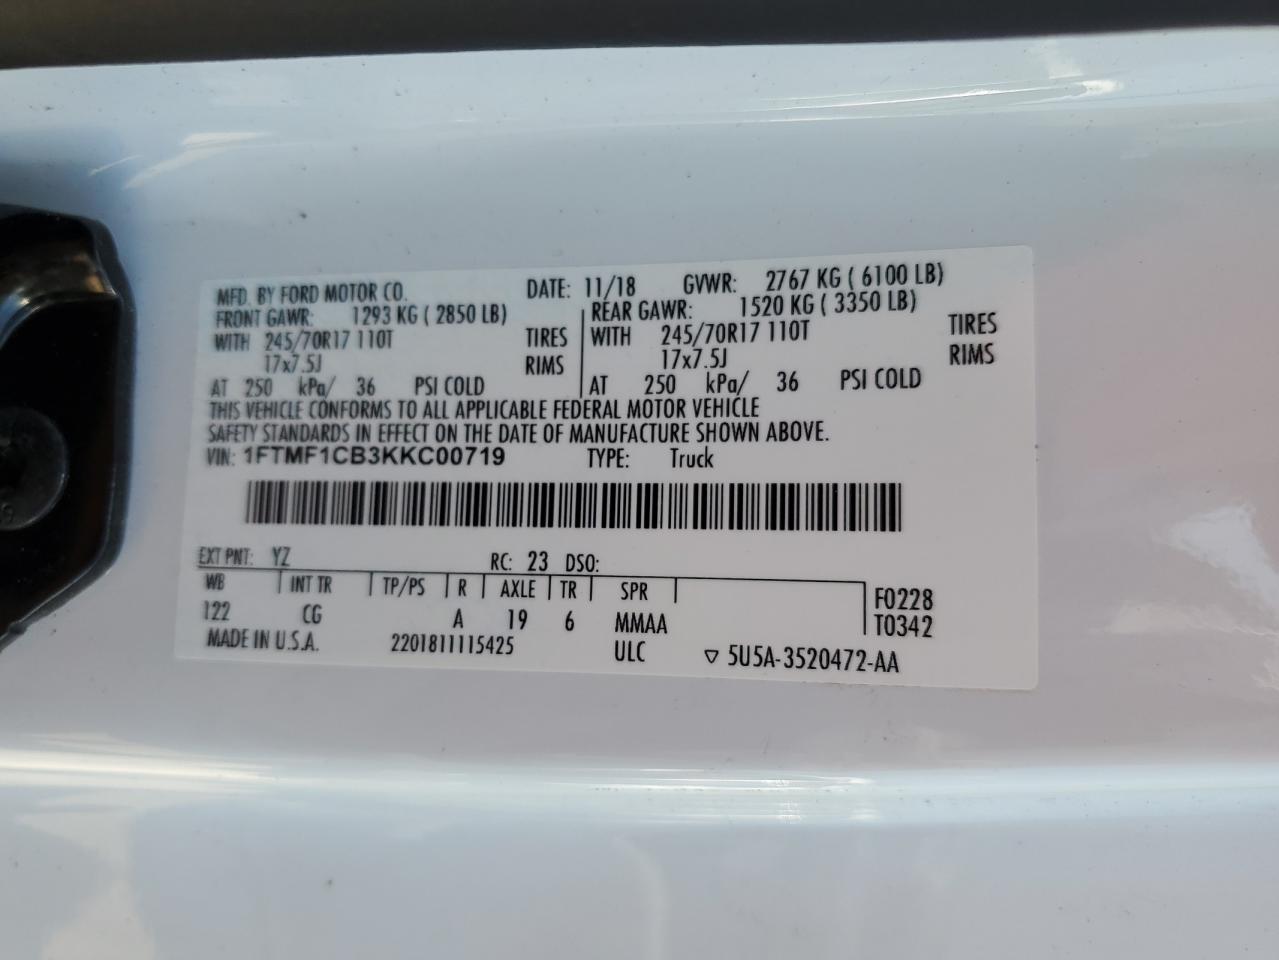 MFD. BY FORD MOTOR CO. DATE: 11/18 GVWR: 2767 KG ( 6100 LB)
FRONT GAWR: 1293 KG ( 2850 LB) REAR GAWR: 1520 KG ( 3350 LB)
WITH 245/70R17 110T TIRES WITH 245/70R17 110T TIRES
17x7.5J RIMS 17x7.5J RIMS
AT 250 kPa/ 36 PSI COLD AT 250 kPa/ 36 PSI COLD
THIS VEHICLE CONFORMS TO ALL APPLICABLE FEDERAL MOTOR VEHICLE
SAFETY STANDARDS IN EFFECT ON THE DATE OF MANUFACTURE SHOWN ABOVE.
VIN: 1FTMF1CB3KKC00719 TYPE: Truck
EXT PNT: YZ RC: 23 DSO:
WB INT TR TP/PS R AXLE TR SPR F0228
122 CG A 19 6 MMAA T0342
MADE IN U.S.A. 2201811115425 ULC ▽ 5U5A-3520472-AA